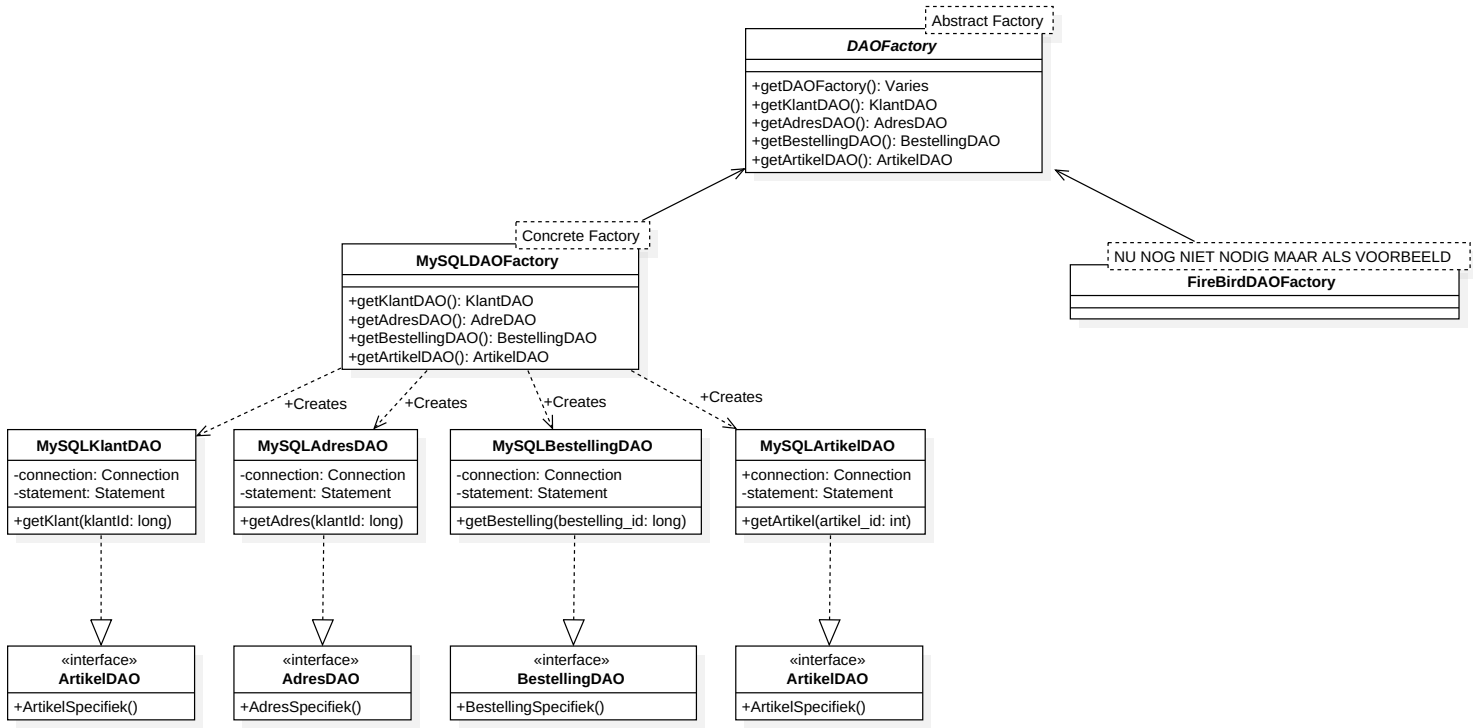 Abstract Factory
DAOFactory
+getDAOFactory(): Varies
+getKlantDAO(): KlantDAO
+getAdresDAO(): AdresDAO
+getBestellingDAO(): BestellingDAO
+getArtikelDAO(): ArtikelDAO
Concrete Factory
MySQLDAOFactory
+getKlantDAO(): KlantDAO
+getAdresDAO(): AdreDAO
+getBestellingDAO(): BestellingDAO
+getArtikelDAO(): ArtikelDAO
NU NOG NIET NODIG MAAR ALS VOORBEELD
FireBirdDAOFactory
+Creates
+Creates
+Creates
+Creates
MySQLKlantDAO
-connection: Connection
-statement: Statement
+getKlant(klantId: long)
MySQLAdresDAO
-connection: Connection
-statement: Statement
+getAdres(klantId: long)
MySQLBestellingDAO
-connection: Connection
-statement: Statement
+getBestelling(bestelling_id: long)
MySQLArtikelDAO
+connection: Connection
-statement: Statement
+getArtikel(artikel_id: int)
«interface»
ArtikelDAO
+ArtikelSpecifiek()
«interface»
AdresDAO
+AdresSpecifiek()
«interface»
BestellingDAO
+BestellingSpecifiek()
«interface»
ArtikelDAO
+ArtikelSpecifiek()